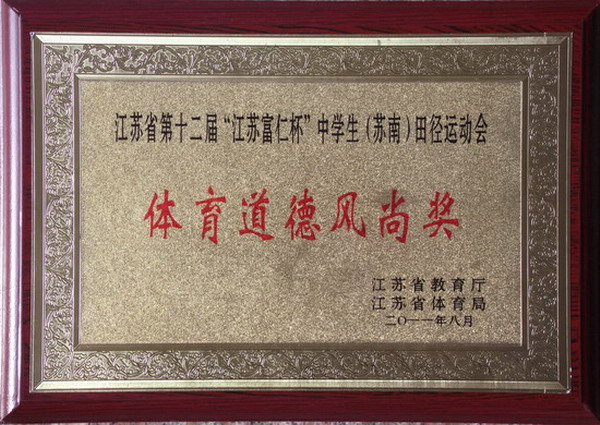 江苏省第十二届“江苏富仁杯”中学生（苏南）田径运动会
体育道德风尚奖
江苏省教育厅
江苏省体育局
二〇一一年八月